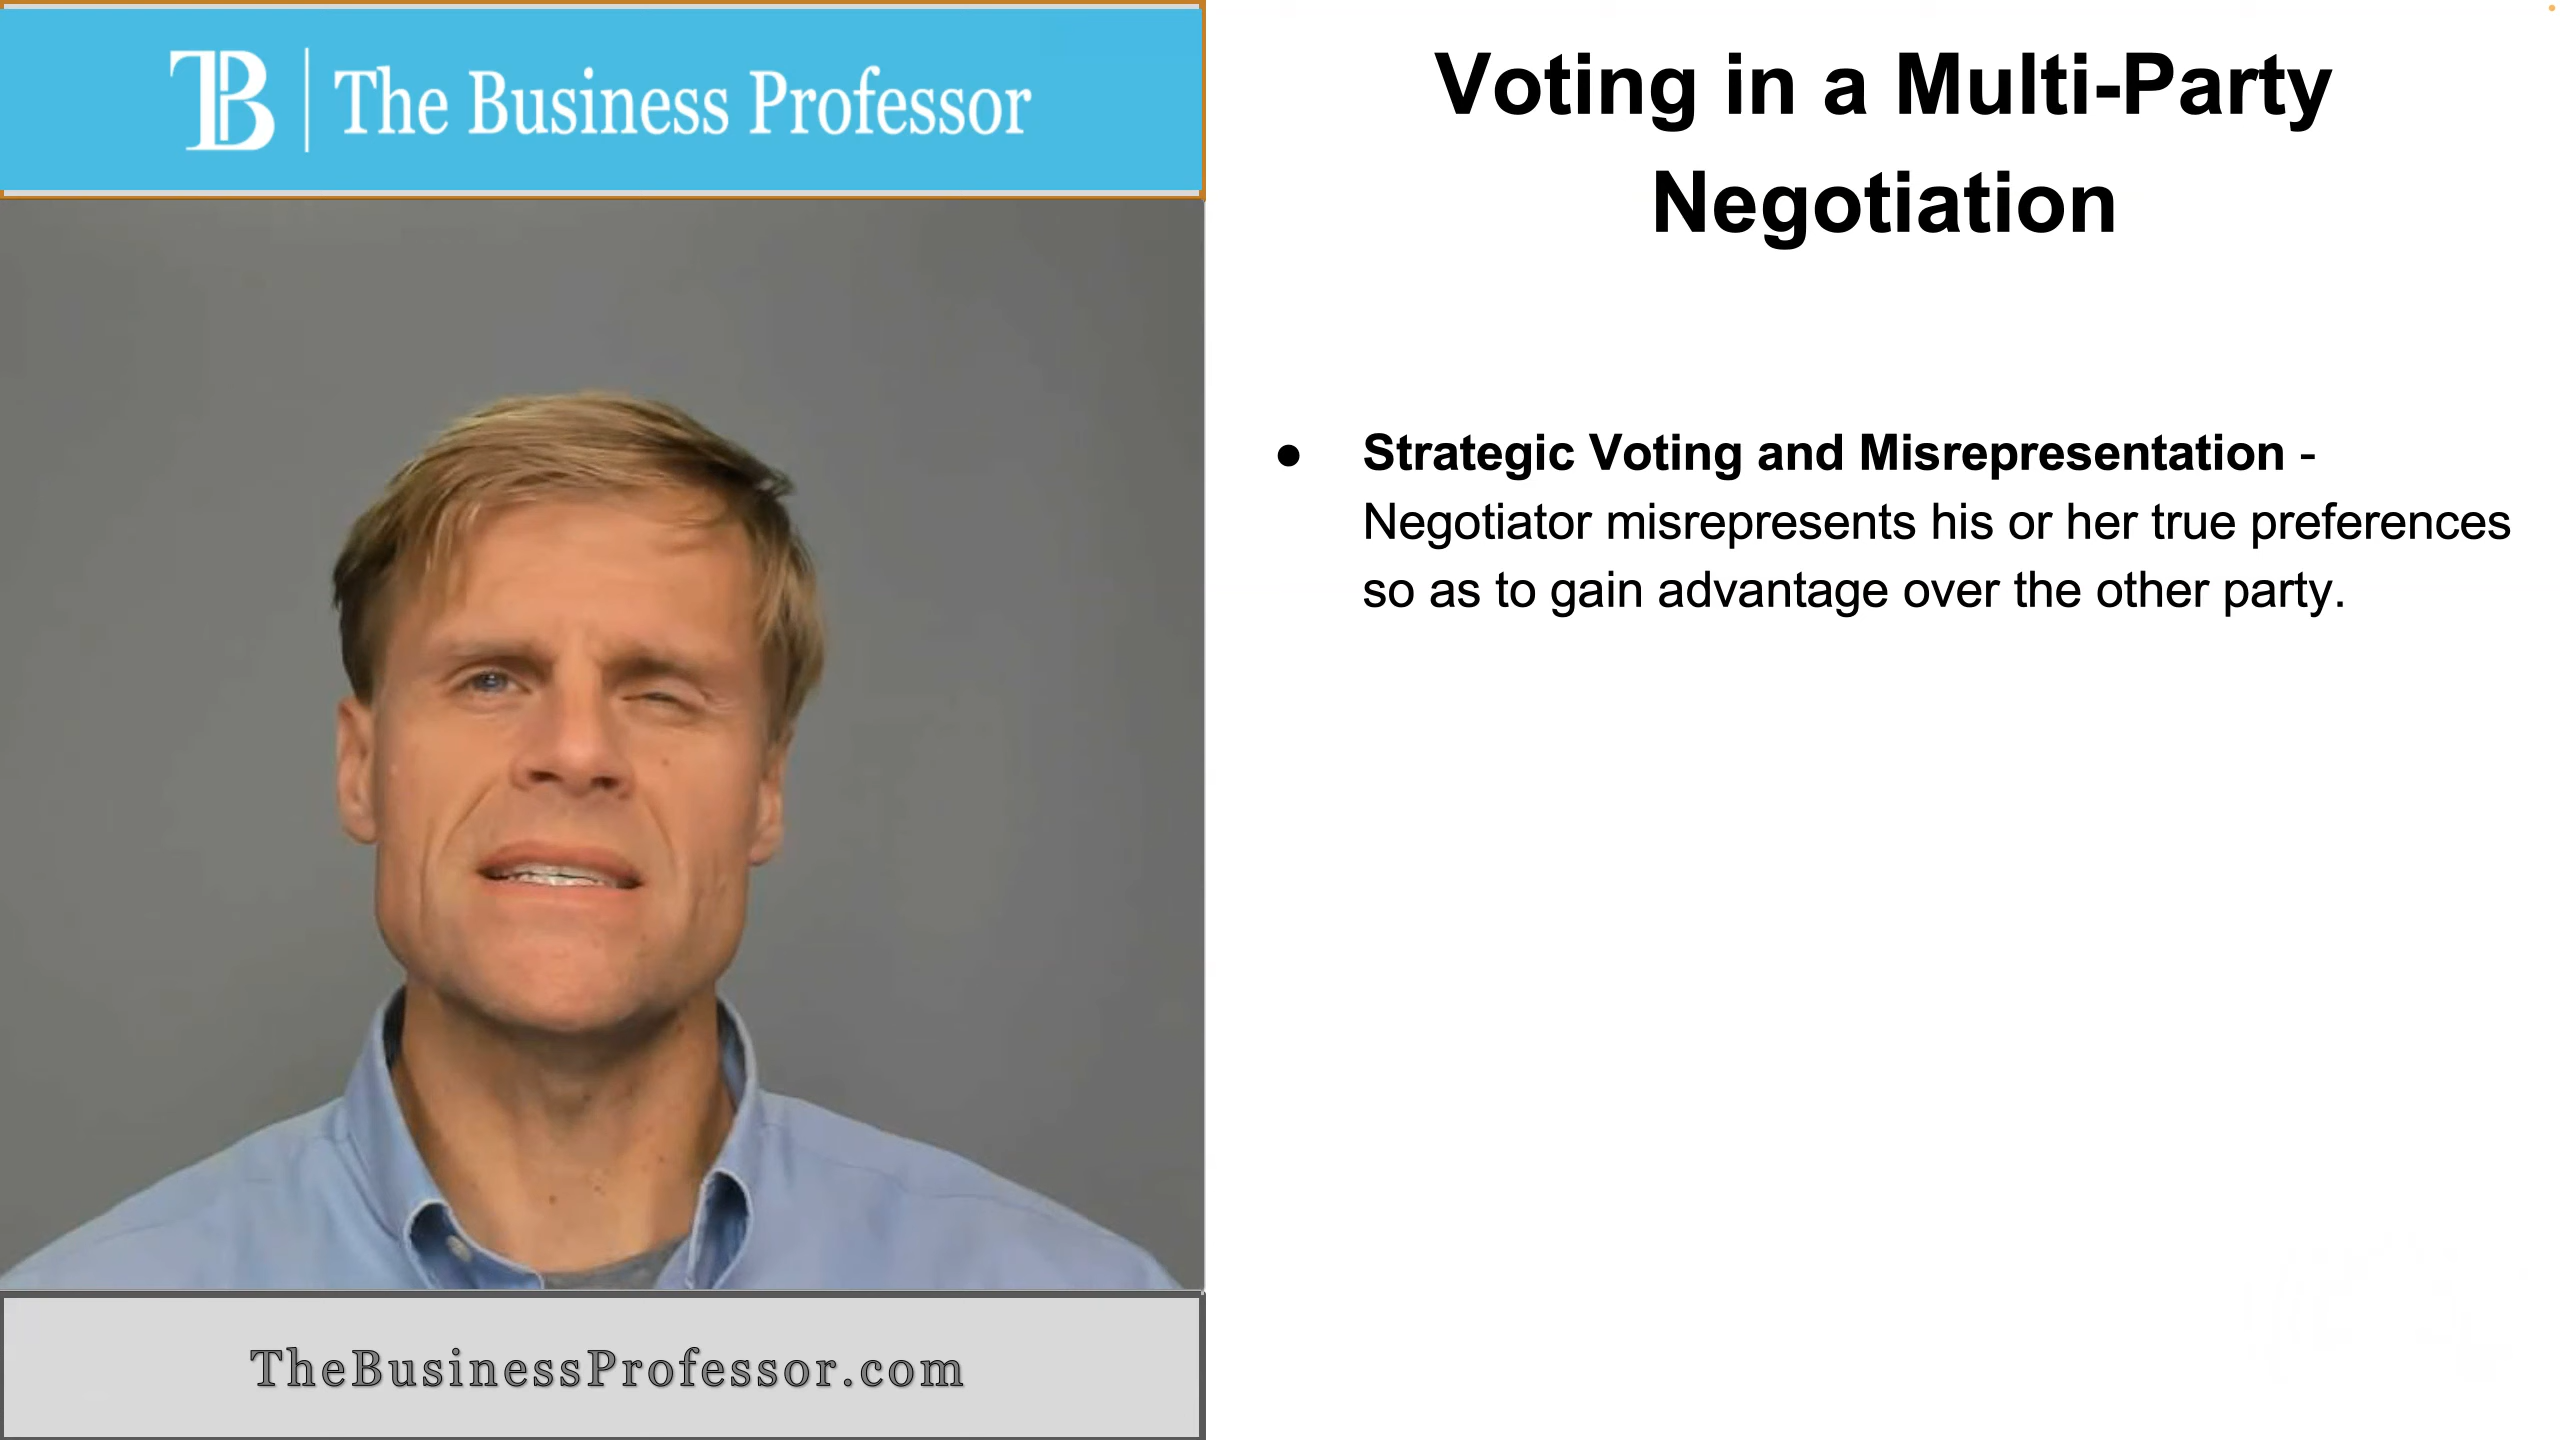 TB The Business Professor
Voting in a Multi-Party
Negotiation
● Strategic Voting and Misrepresentation -
Negotiator misrepresents his or her true preferences
so as to gain advantage over the other party.
TheBusinessProfessor.com